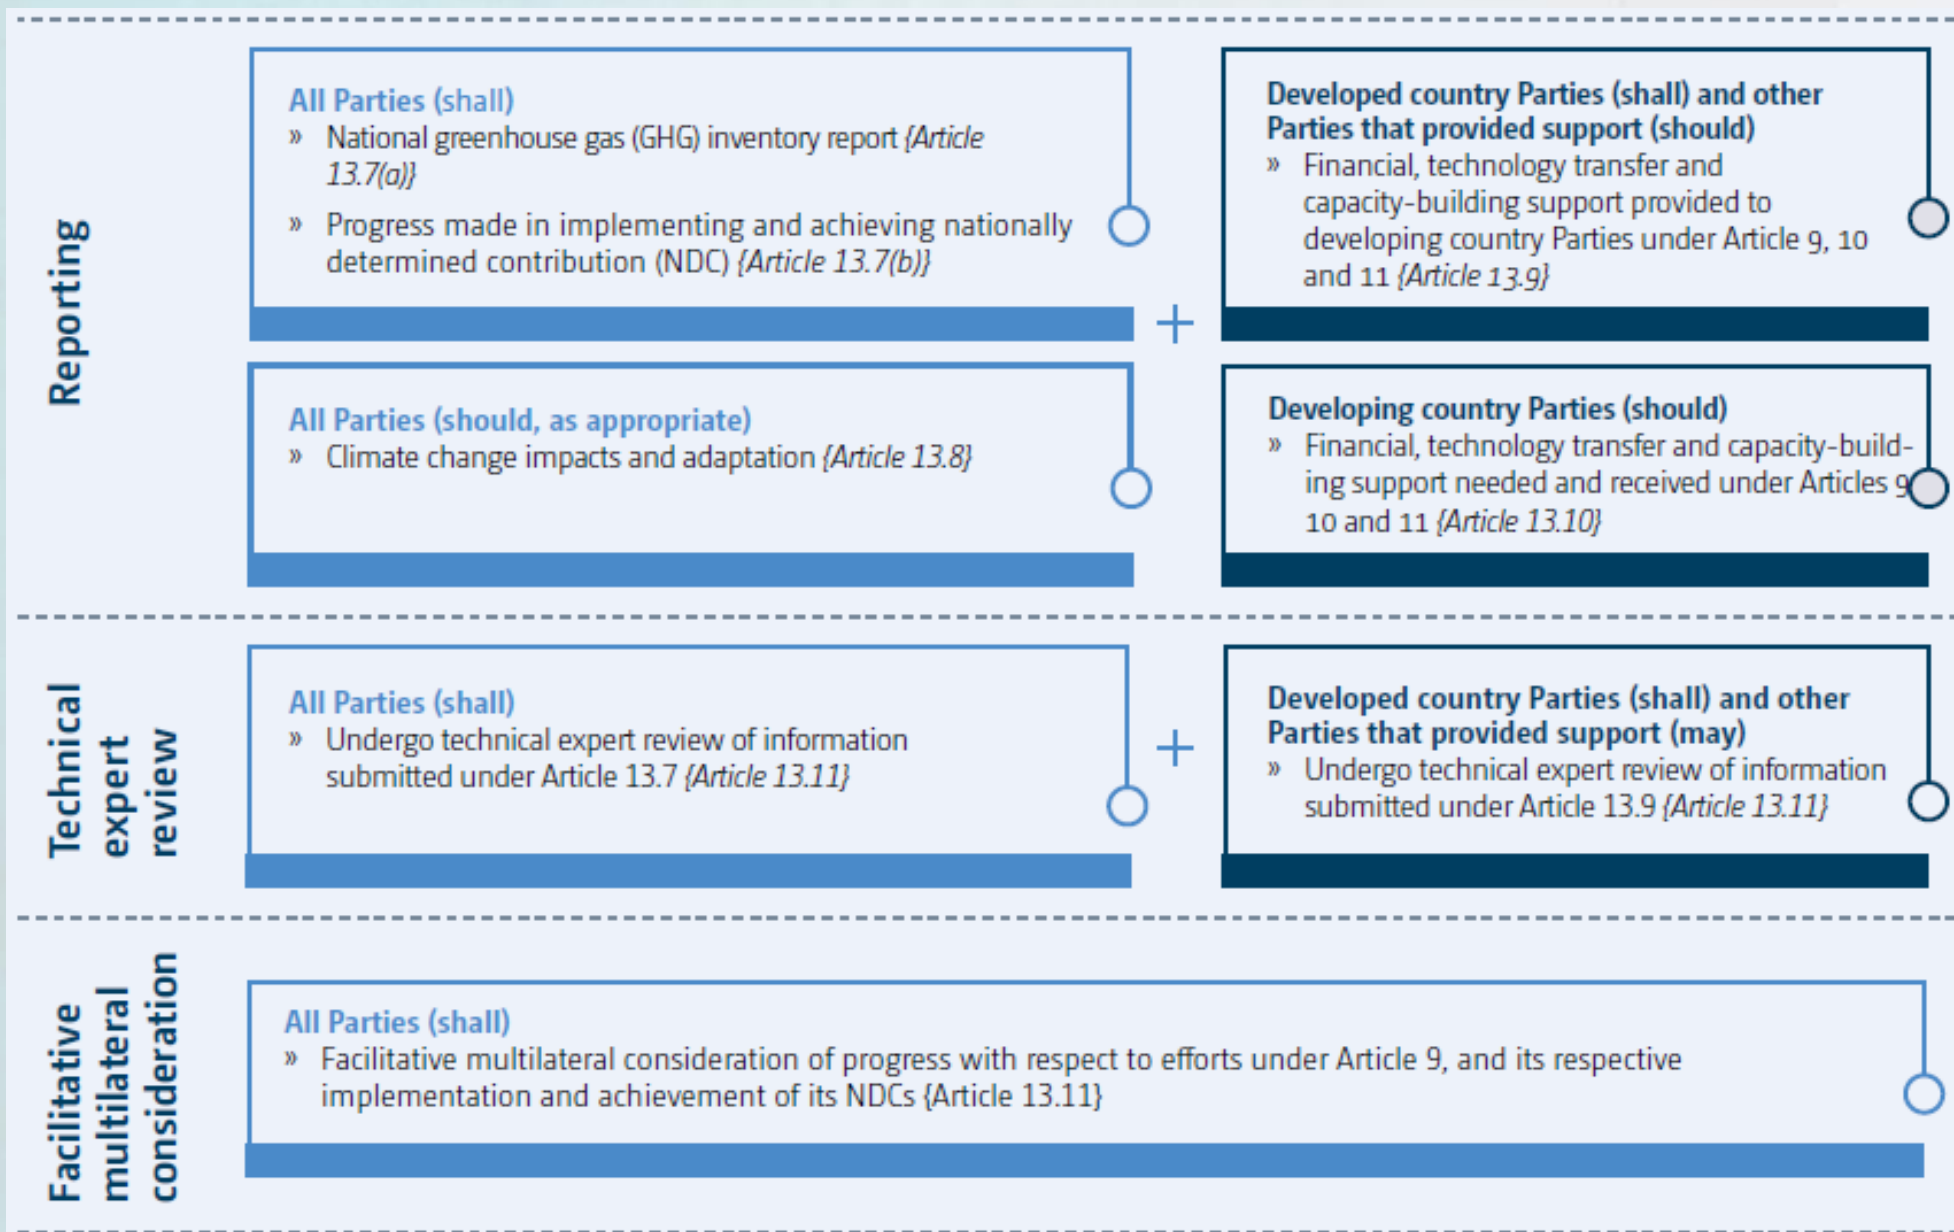 Reporting
All Parties (shall)
» National greenhouse gas (GHG) inventory report {Article
13.7(a)}
» Progress made in implementing and achieving nationally
determined contribution (NDC) {Article 13.7(b)}
+
Developed country Parties (shall) and other
Parties that provided support (should)
» Financial, technology transfer and
capacity-building support provided to
developing country Parties under Article 9, 10
and 11 {Article 13.9}
All Parties (should, as appropriate)
» Climate change impacts and adaptation {Article 13.8}
Developing country Parties (should)
» Financial, technology transfer and capacity-build-
ing support needed and received under Articles 9
10 and 11 {Article 13.10}
Technical
expert
review
All Parties (shall)
» Undergo technical expert review of information
submitted under Article 13.7 {Article 13.11}
+
Developed country Parties (shall) and other
Parties that provided support (may)
» Undergo technical expert review of information
submitted under Article 13.9 {Article 13.11}
Facilitative
multilateral
consideration
All Parties (shall)
» Facilitative multilateral consideration of progress with respect to efforts under Article 9, and its respective
implementation and achievement of its NDCs {Article 13.11}